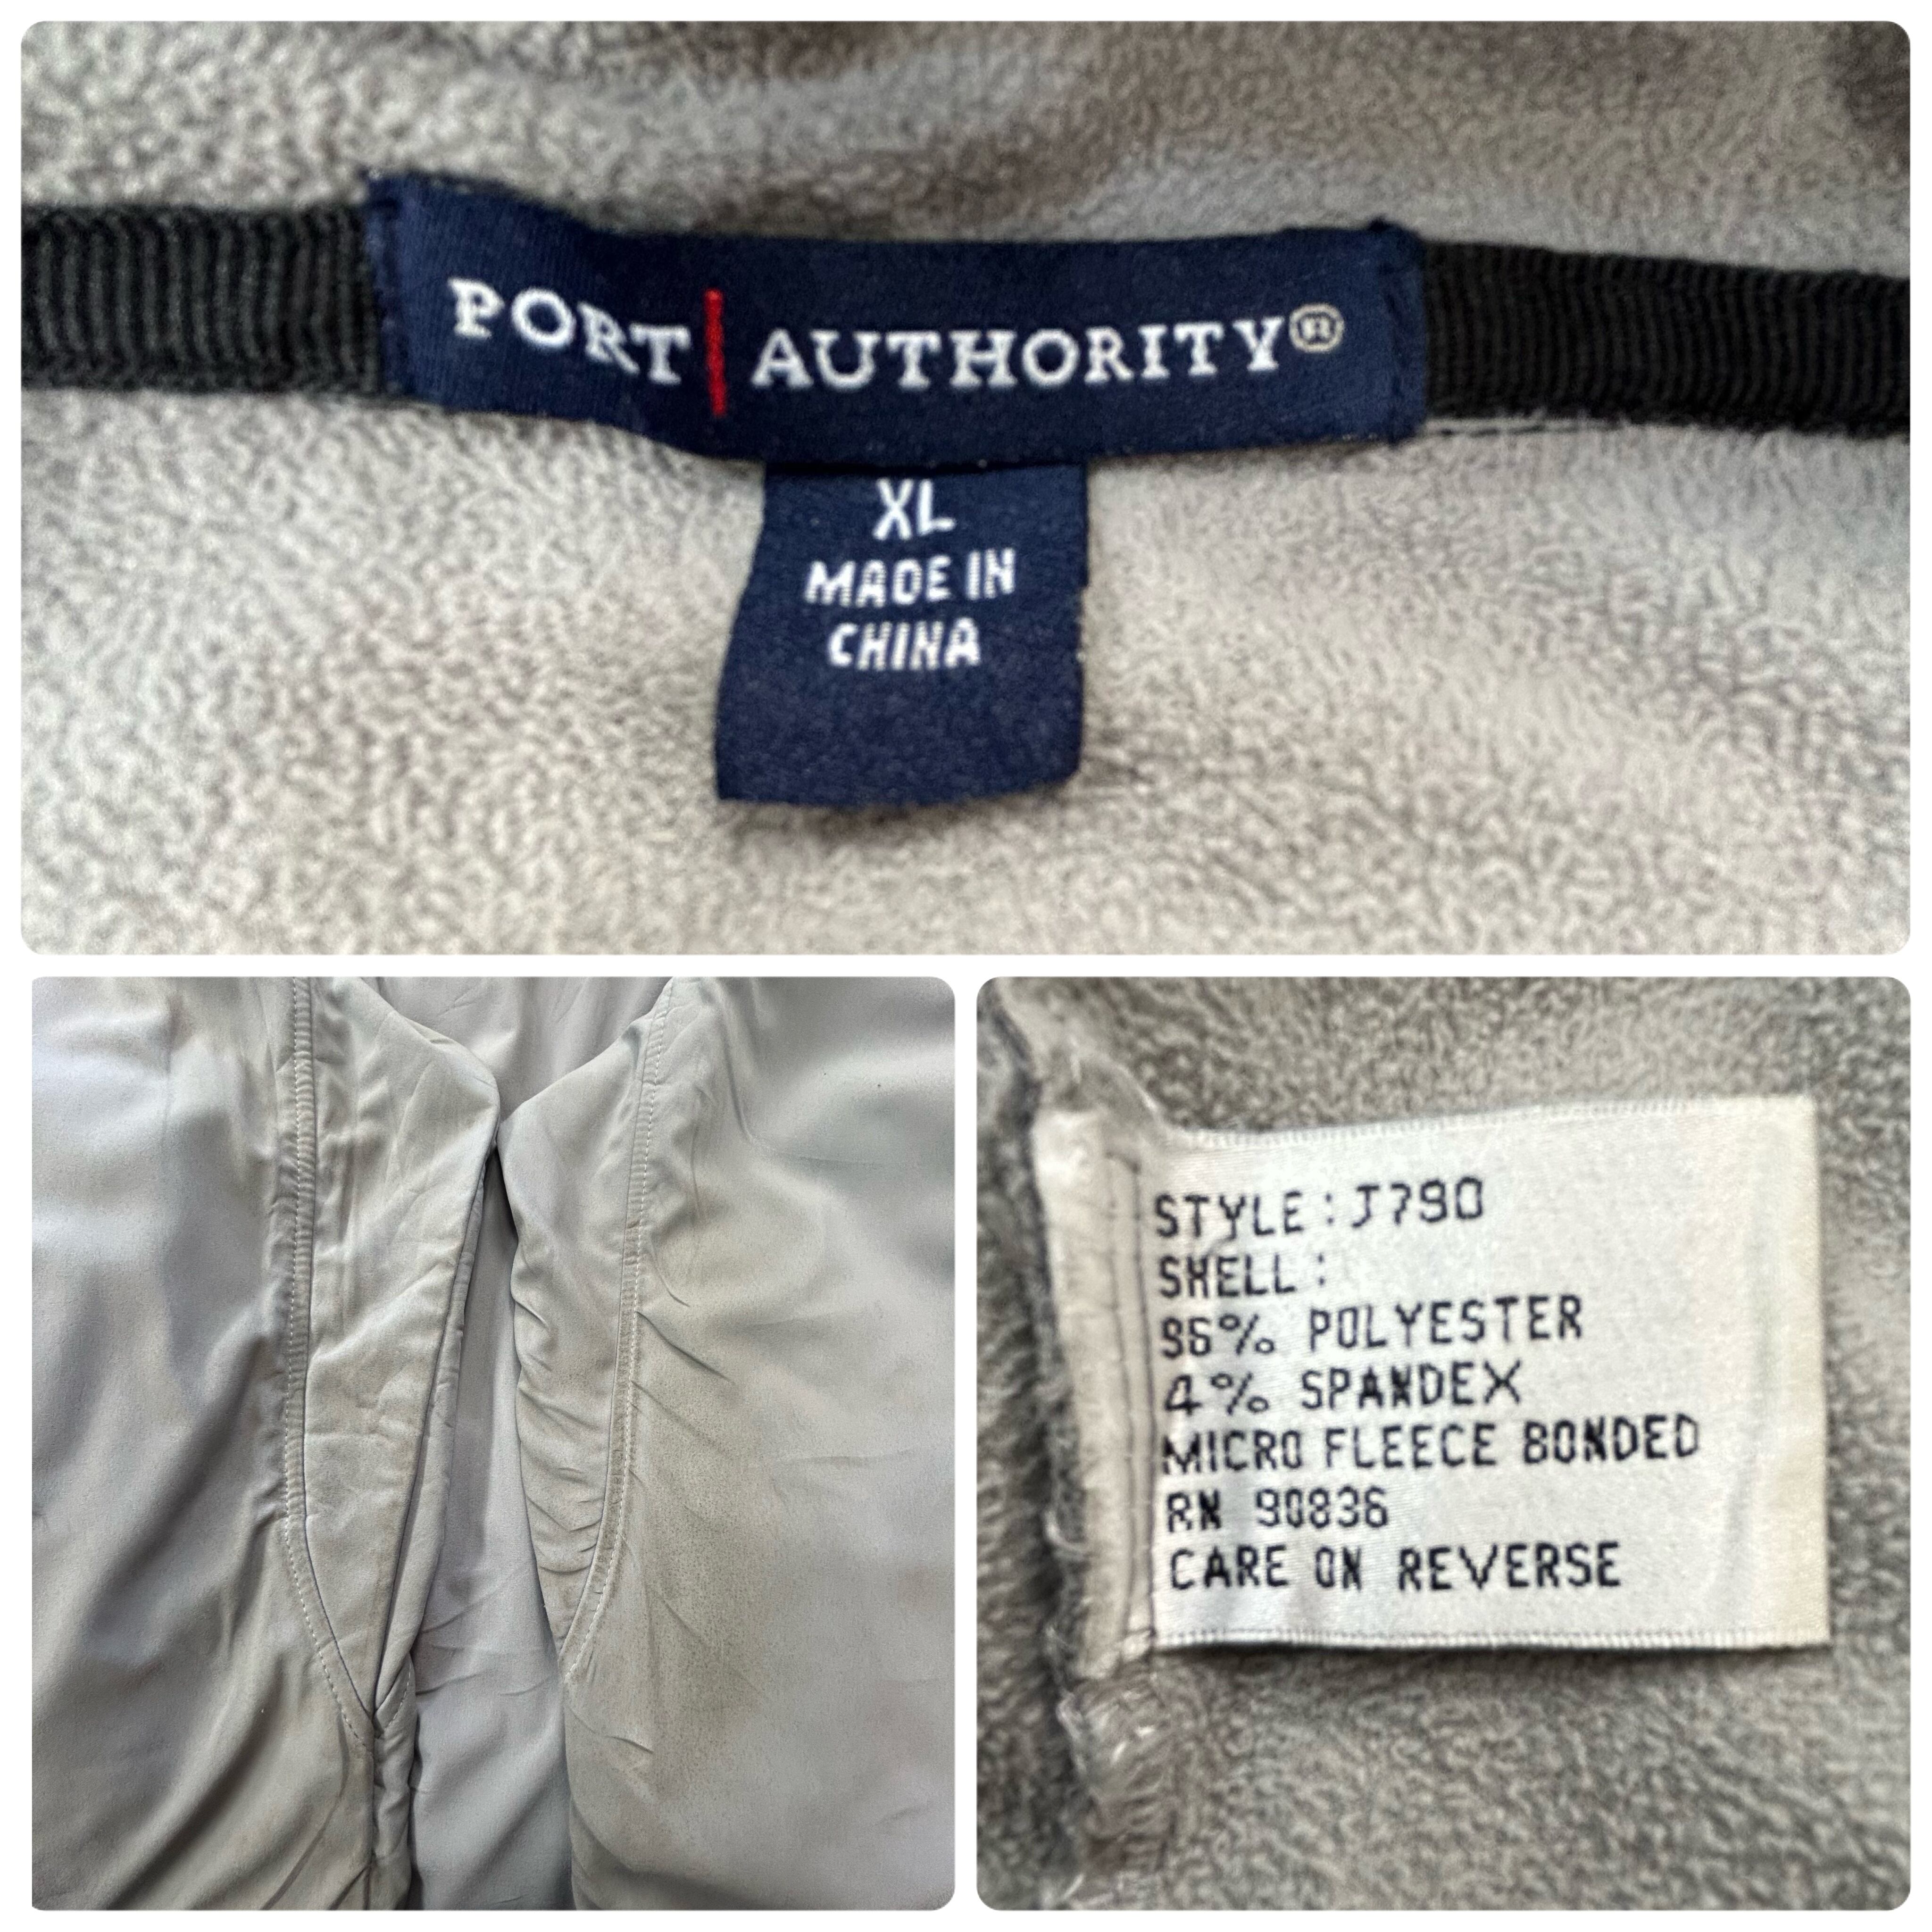 PORT | AUTHORITY®
XL
MADE IN
CHINA
STYLE: J790
SHELL:
96% POLYESTER
4% SPANDEX
MICRO FLEECE BONDED
RN 90836
CARE ON REVERSE